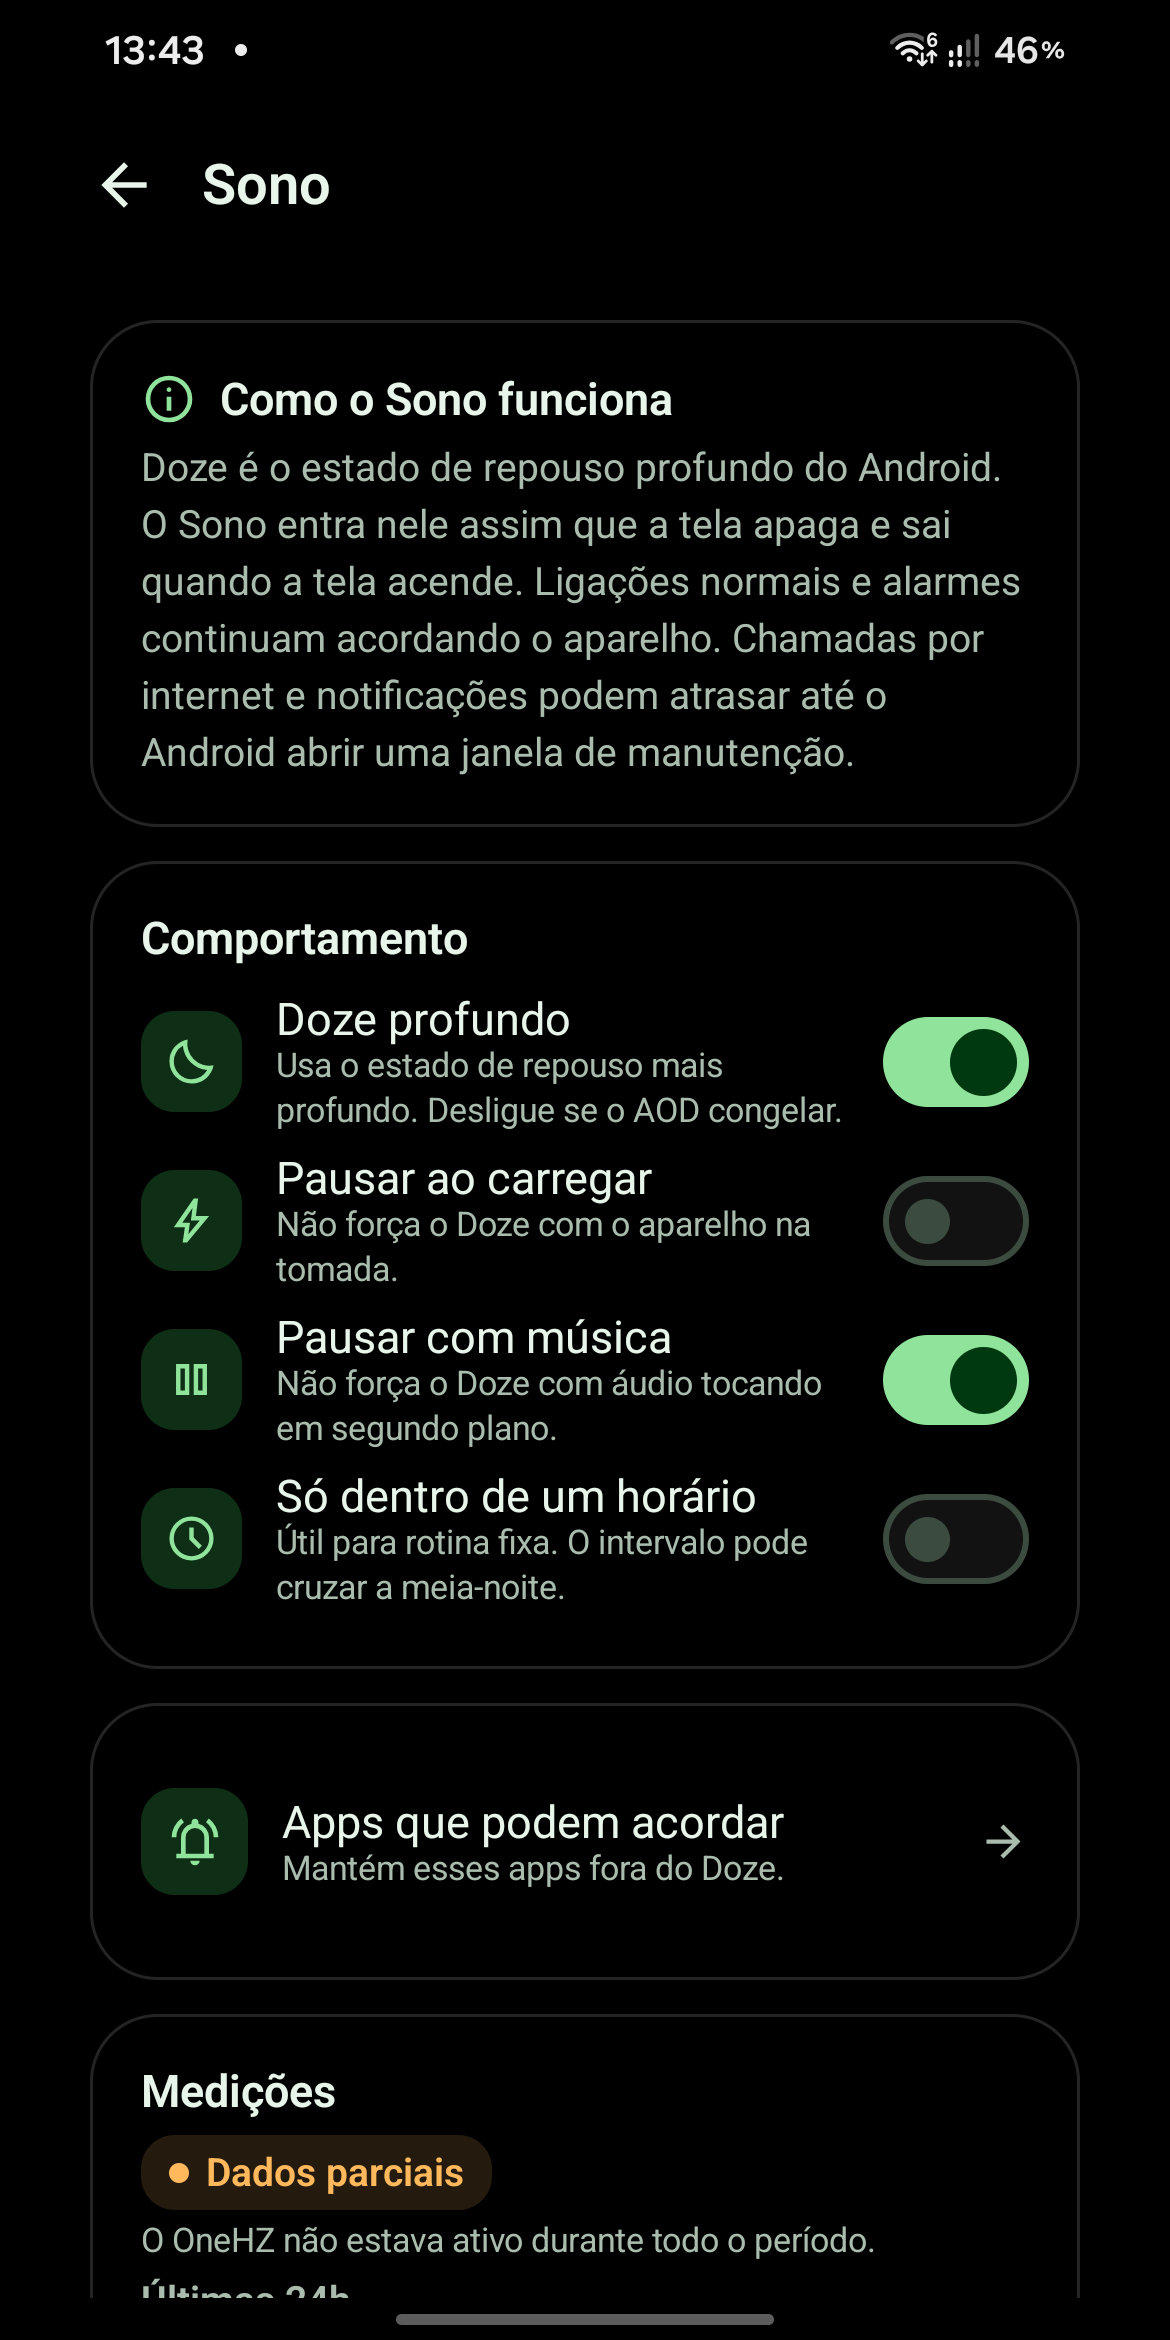 13:43
6
46%
Sono
Como o Sono funciona
Doze é o estado de repouso profundo do Android.
O Sono entra nele assim que a tela apaga e sai
quando a tela acende. Ligações normais e alarmes
continuam acordando o aparelho. Chamadas por
internet e notificações podem atrasar até o
Android abrir uma janela de manutenção.
Comportamento
Doze profundo
Usa o estado de repouso mais
profundo. Desligue se o AOD congelar.
Pausar ao carregar
Não força o Doze com o aparelho na
tomada.
Pausar com música
Não força o Doze com áudio tocando
em segundo plano.
Só dentro de um horário
Útil para rotina fixa. O intervalo pode
cruzar a meia-noite.
Apps que podem acordar
Mantém esses apps fora do Doze.
Medições
Dados parciais
O OneHZ não estava ativo durante todo o período.
Últimas 24h